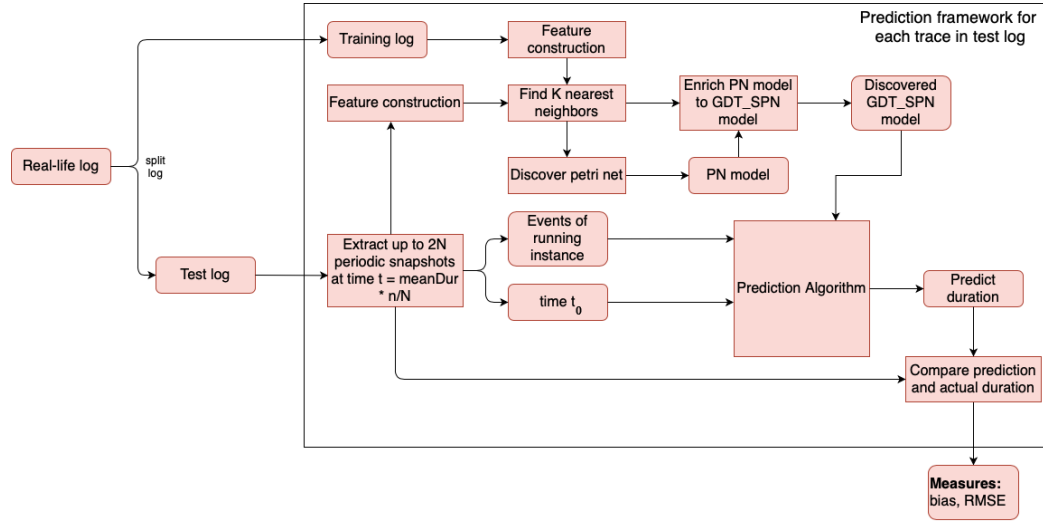 Prediction framework for
each trace in test log
Training log
Feature
construction
Feature construction
Find K nearest
neighbors
Enrich PN model
to GDT_SPN
model
Discovered
GDT_SPN
model
Real-life log
split
log
Discover petri net
PN model
Test log
Extract up to 2N
periodic snapshots
at time t = meanDur
* n/N
Events of
running
instance
time t0
Prediction Algorithm
Predict
duration
Compare prediction
and actual duration
Measures:
bias, RMSE